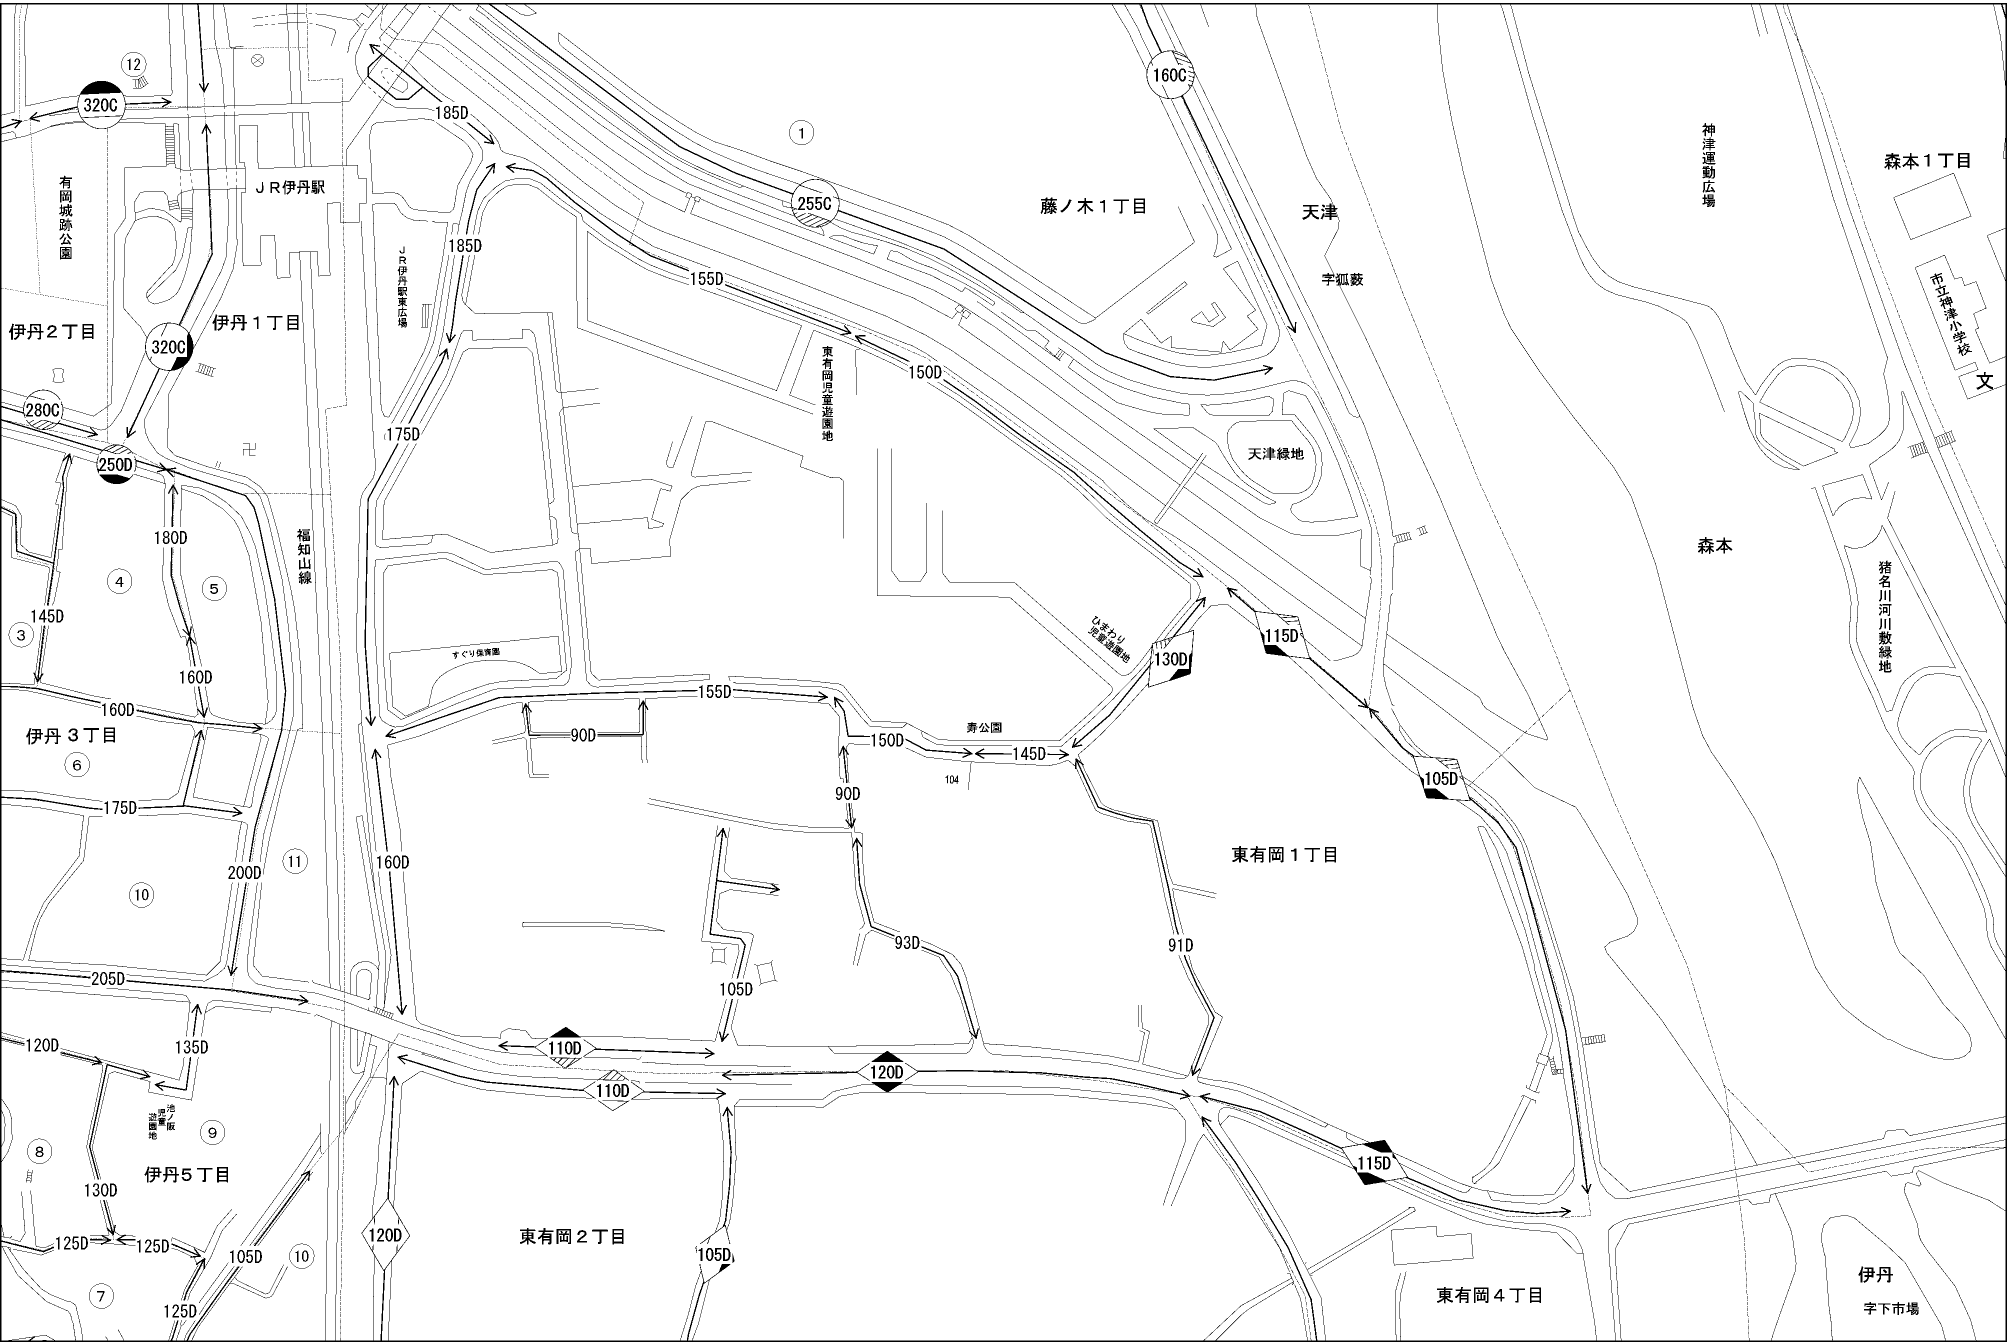 12
320C
185D
160C
1
255C
藤ノ木1丁目
天津
字狐薮
神津運動広場
森本1丁目
市立神津小学校
文
有岡城跡公園
JR伊丹駅
JR伊丹駅東広場
185D
155D
伊丹2丁目
伊丹1丁目
320C
東有岡児童遊園地
150D
280C
250D
卍
175D
天津緑地
森本
猪名川河川敷緑地
180D
福知山線
4
5
145D
3
160D
すぐり保育園
ひまわり
児童遊園地
130D
115D
160D
155D
伊丹3丁目
90D
150D
寿公園
145D
104
6
175D
90D
105D
160D
11
10
200D
東有岡1丁目
93D
91D
205D
105D
120D
135D
110D
110D
120D
池ノ阪
児童
遊園地
9
8
伊丹5丁目
115D
130D
125D
125D
105D
10
120D
東有岡2丁目
105D
7
125D
東有岡4丁目
伊丹
字下市場